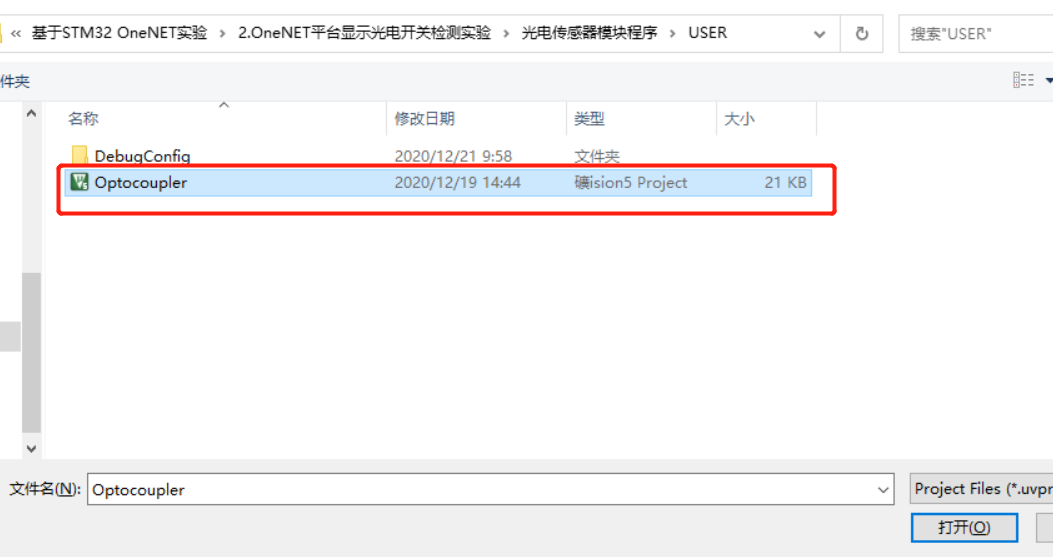 « 基于STM32 OneNET实验 › 2.OneNET平台显示光电开关检测实验 › 光电传感器模块程序 › USER 搜索"USER"
件夹
名称 修改日期 类型 大小
DebugConfig 2020/12/21 9:58 文件夹
Optocoupler 2020/12/19 14:44 礦ision5 Project 21 KB
文件名(N): Optocoupler Project Files (*.uvpr
打开(O)